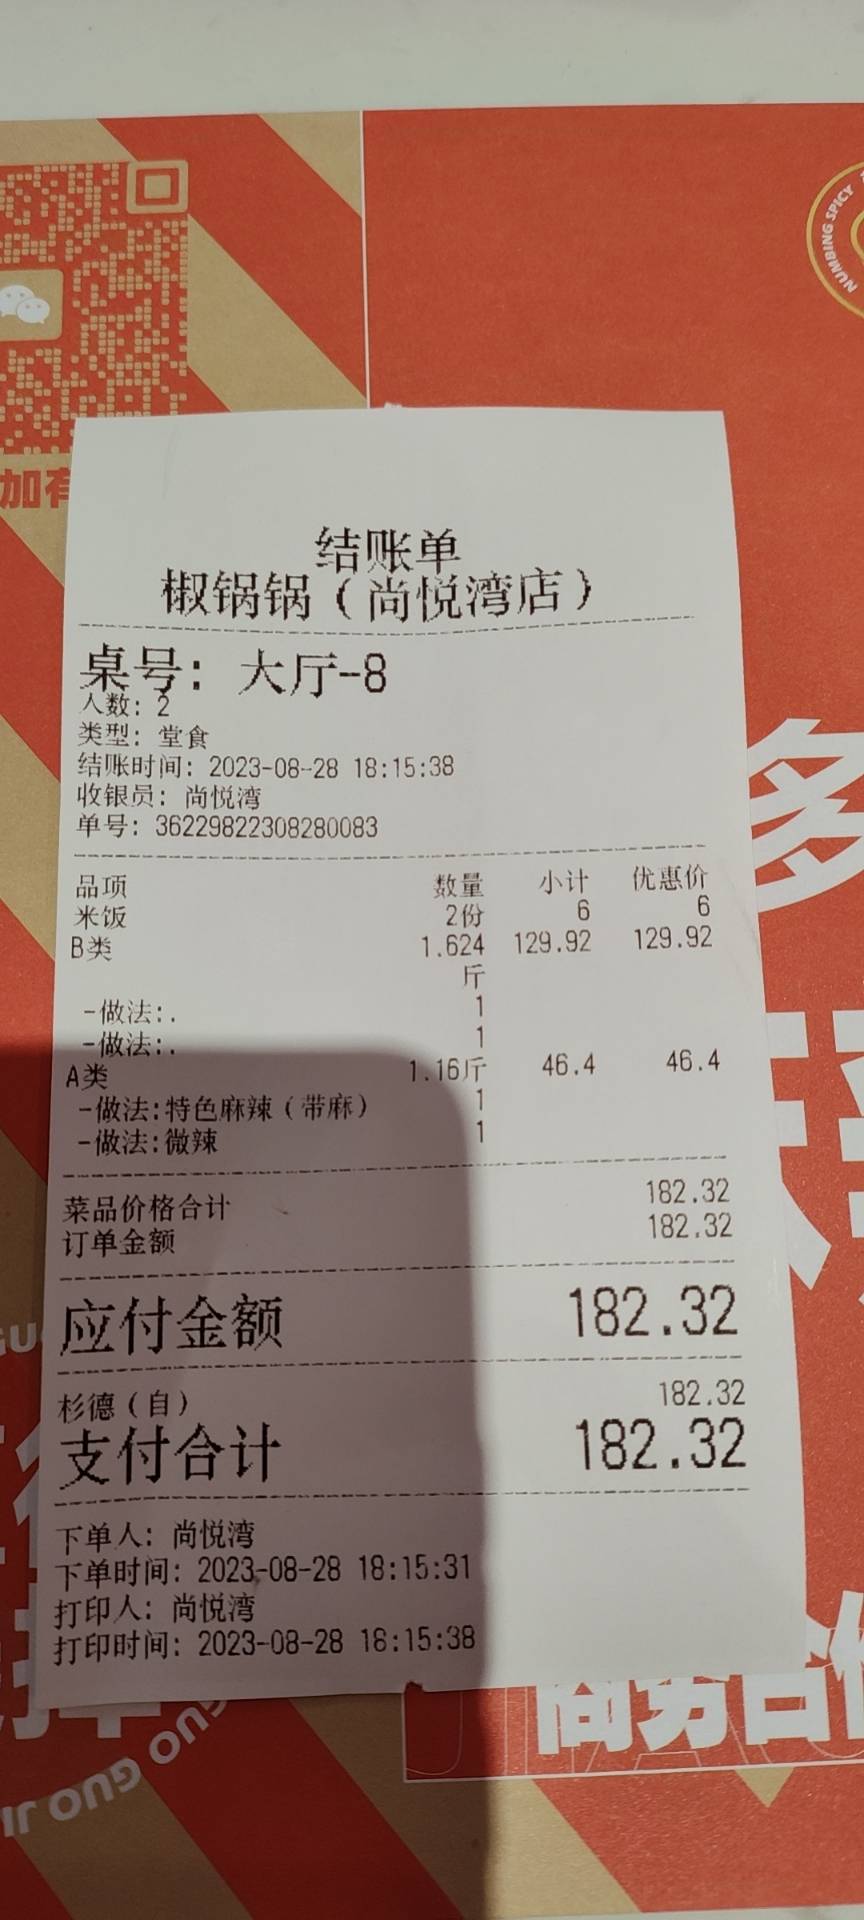 NUMBING SPICY
加
结账单
椒锅锅（尚悦湾店）
桌号: 大厅-8
人数: 2
类型: 堂食
结账时间: 2023-08-28 18:15:38
收银员: 尚悦湾
单号: 36229822308280083
品项 数量 小计 优惠价
米饭 2份 6 6
B类 1.624 129.92 129.92
斤
-做法:. 1
-做法:. 1
A类 1.16斤 46.4 46.4
-做法:特色麻辣（带麻） 1
-做法:微辣 1
菜品价格合计 182.32
订单金额 182.32
应付金额 182.32
杉德（自） 182.32
支付合计 182.32
下单人: 尚悦湾
下单时间: 2023-08-28 18:15:31
打印人: 尚悦湾
打印时间: 2023-08-28 18:15:38
多
商务合
GUO GUO JI